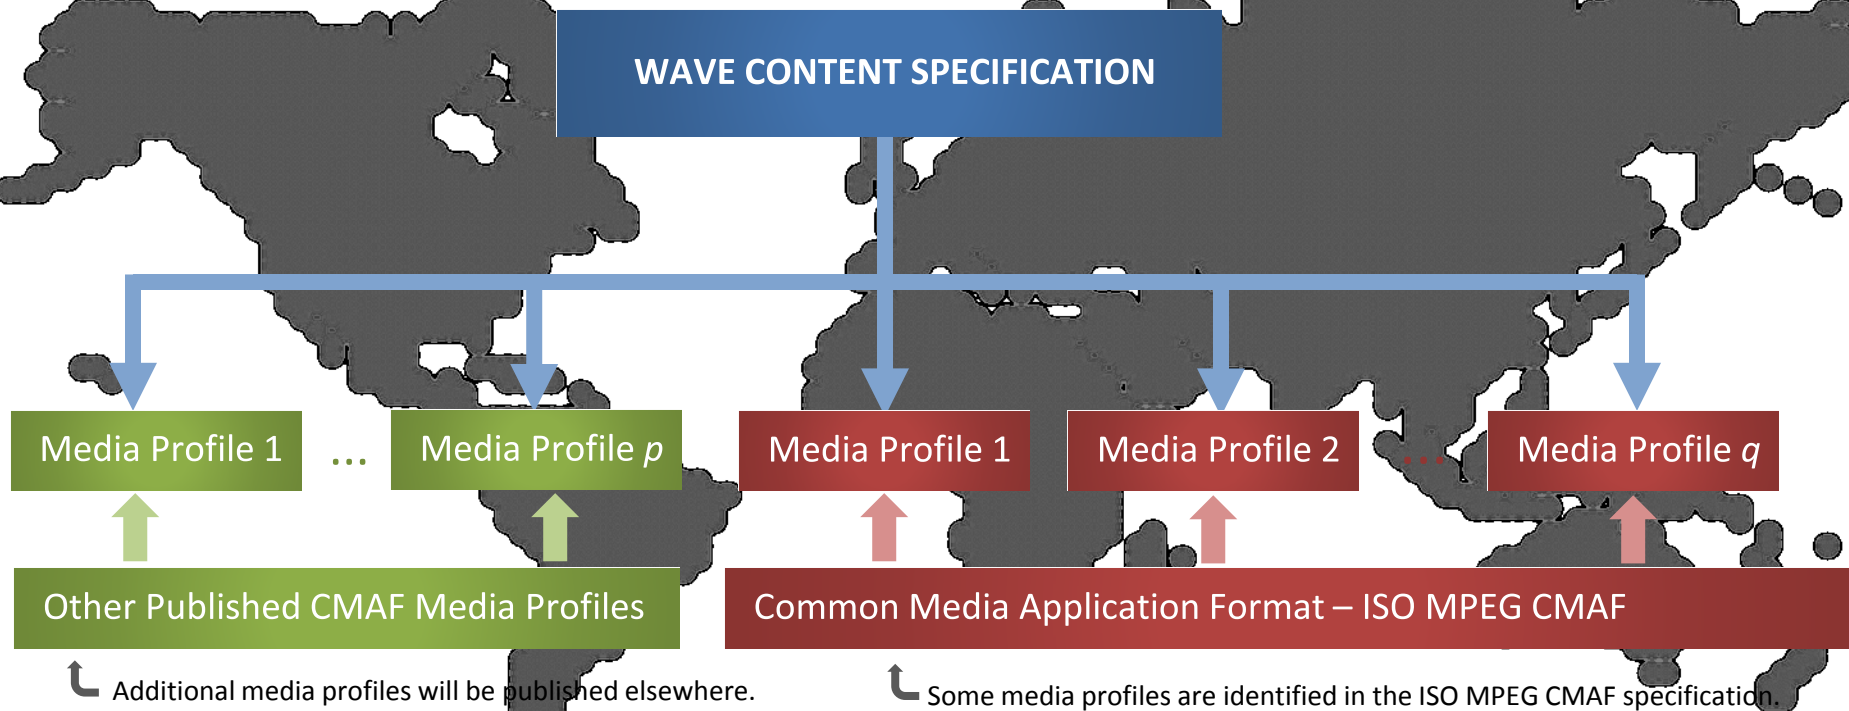 WAVE CONTENT SPECIFICATION
Media Profile 1
...
Media Profile p
Media Profile 1
Media Profile 2
...
Media Profile q
Other Published CMAF Media Profiles
Common Media Application Format – ISO MPEG CMAF
Additional media profiles will be published elsewhere.
Some media profiles are identified in the ISO MPEG CMAF specification.